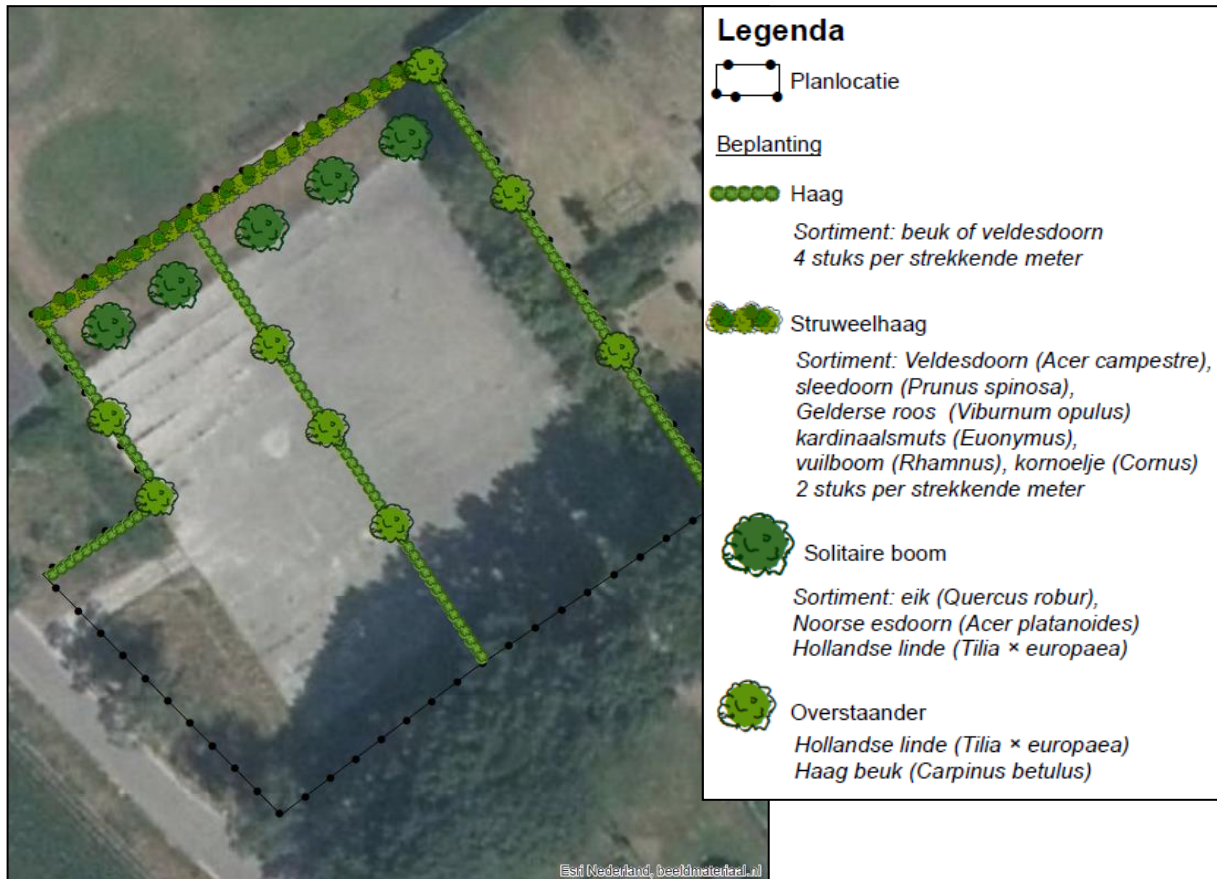 Legenda
Planlocatie
Beplanting
Haag
Sortiment: beuk of veldesdoorn
4 stuks per strekkende meter
Struweelhaag
Sortiment: Veldesdoorn (Acer campestre),
sleedoorn (Prunus spinosa),
Gelderse roos (Viburnum opulus)
kardinaalsmuts (Euonymus),
vuilboom (Rhamnus), kornoelje (Cornus)
2 stuks per strekkende meter
Solitaire boom
Sortiment: eik (Quercus robur),
Noorse esdoorn (Acer platanoides)
Hollandse linde (Tilia × europaea)
Overstaander
Hollandse linde (Tilia × europaea)
Haag beuk (Carpinus betulus)
Esri Nederland, beeldmateriaal.nl